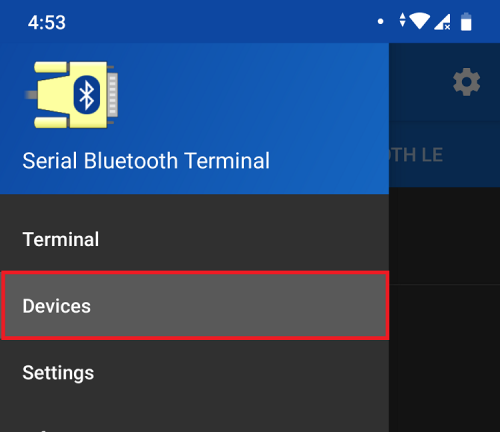 4:53
Serial Bluetooth Terminal
OTH LE
Terminal
Devices
Settings